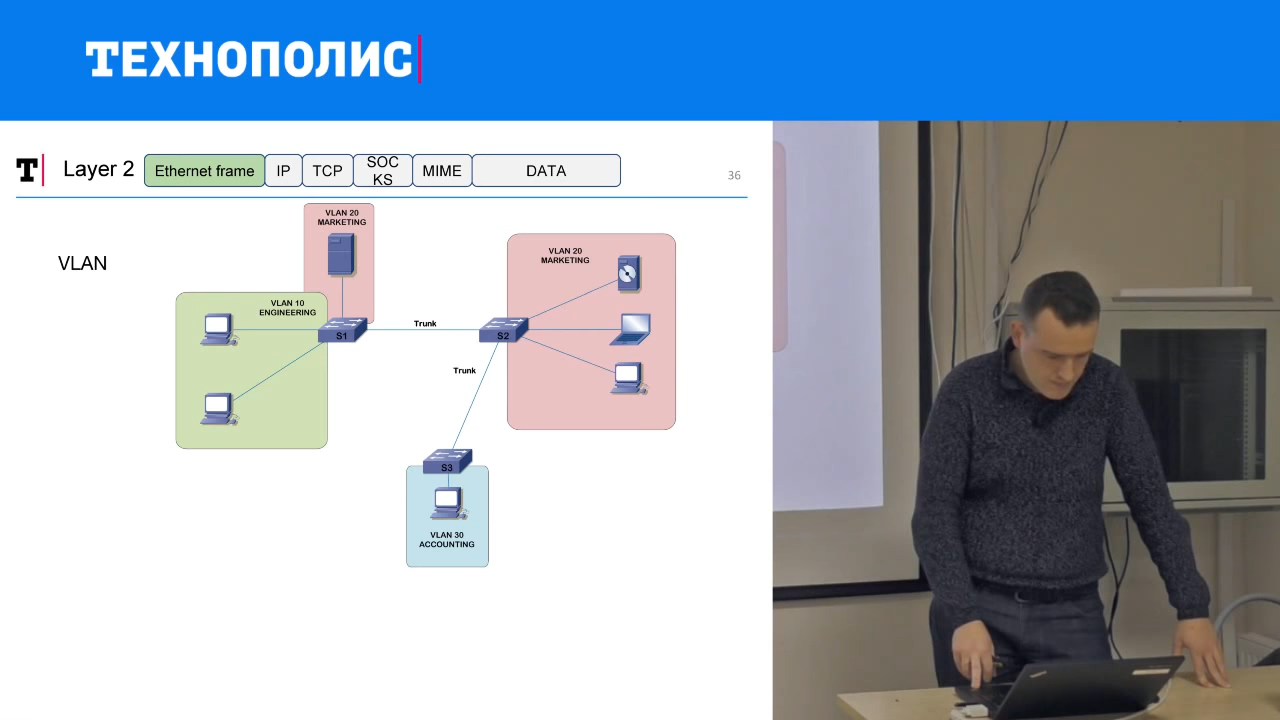 ТЕХНОПОЛИС
T
Layer 2
Ethernet frame
IP
TCP
SOC
KS
MIME
DATA
36
VLAN
VLAN 20
MARKETING
VLAN 20
MARKETING
VLAN 10
ENGINEERING
S1
Trunk
S2
Trunk
S3
VLAN 30
ACCOUNTING